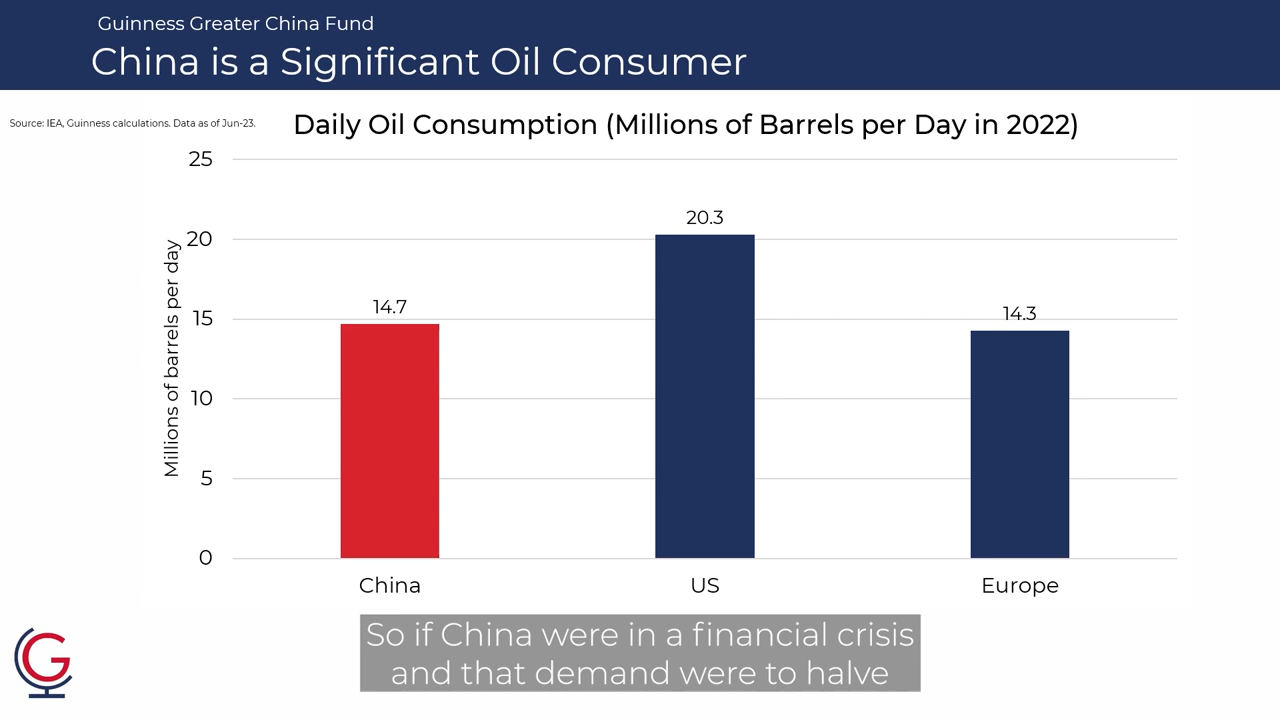 Guinness Greater China Fund
China is a Significant Oil Consumer
Source: IEA, Guinness calculations. Data as of Jun-23.
Daily Oil Consumption (Millions of Barrels per Day in 2022)
Millions of barrels per day
25
20
15
10
5
0
14.7
20.3
14.3
China
US
Europe
So if China were in a financial crisis
and that demand were to halve
G